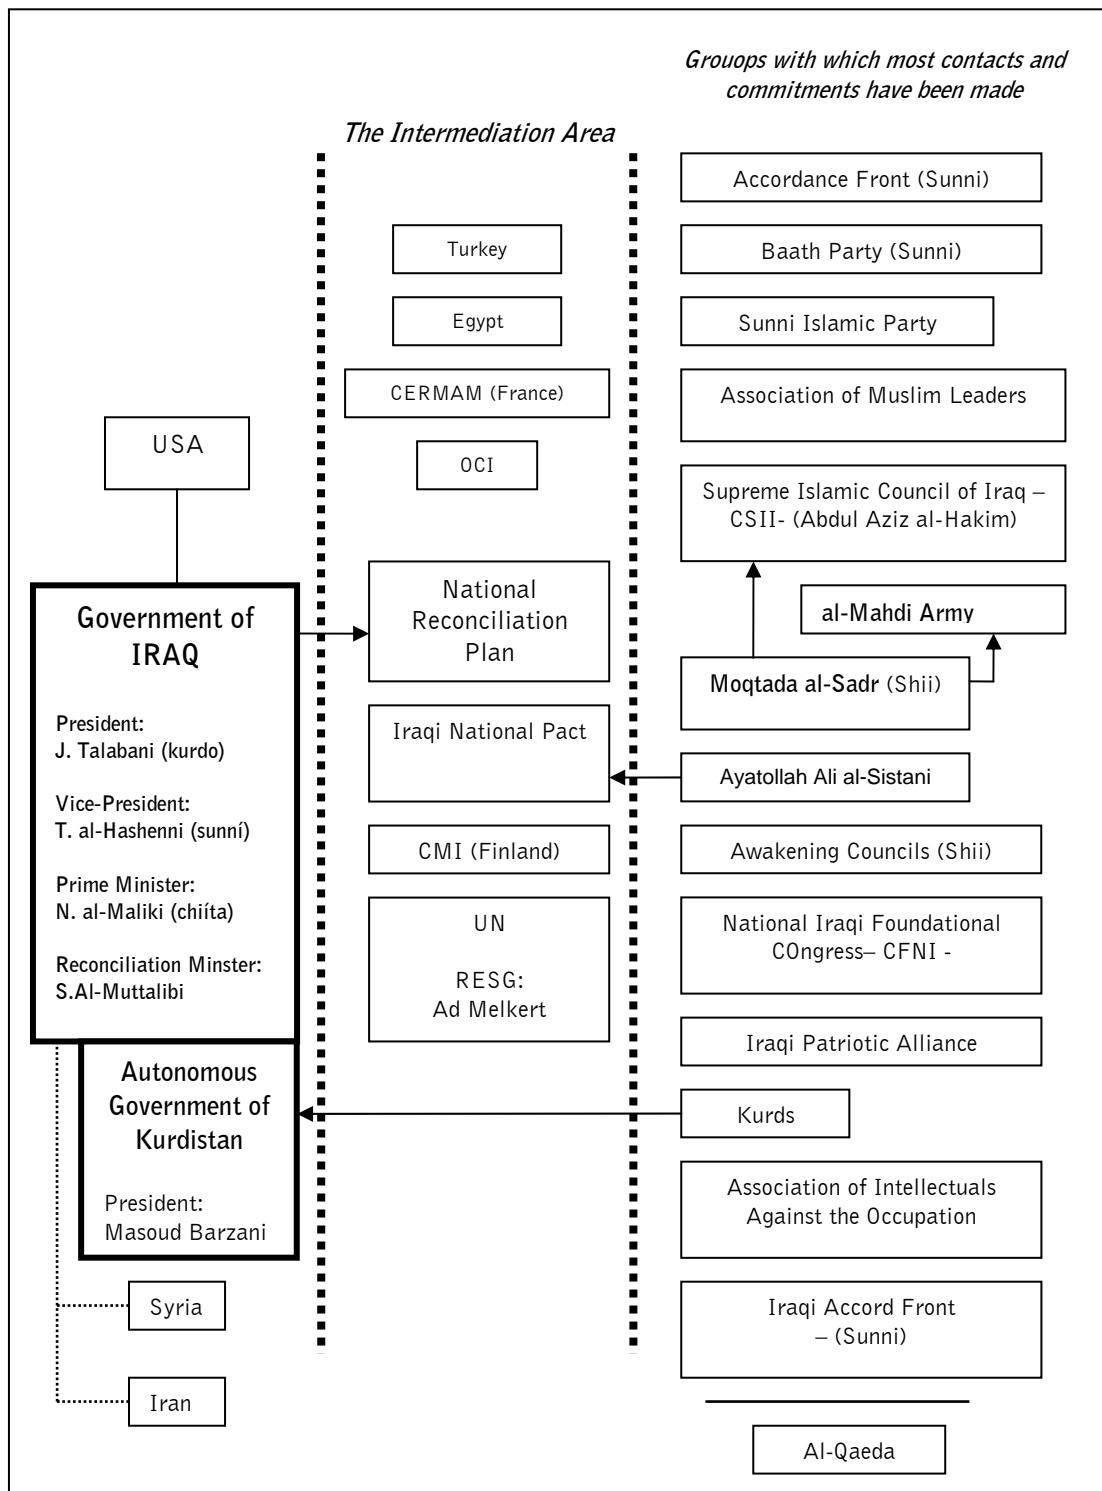 Grouops with which most contacts and
commitments have been made
The Intermediation Area
Accordance Front (Sunni)
Turkey
Baath Party (Sunni)
Egypt
Sunni Islamic Party
CERMAM (France)
Association of Muslim Leaders
USA
OCI
Supreme Islamic Council of Iraq –
CSII- (Abdul Aziz al-Hakim)
Government of
IRAQ
President:
J. Talabani (kurdo)
Vice-President:
T. al-Hashenni (sunní)
Prime Minister:
N. al-Maliki (chiíta)
Reconciliation Minster:
S.Al-Muttalibi
National
Reconciliation
Plan
al-Mahdi Army
Moqtada al-Sadr (Shii)
Iraqi National Pact
Ayatollah Ali al-Sistani
CMI (Finland)
Awakening Councils (Shii)
UN
RESG:
Ad Melkert
National Iraqi Foundational
COngress– CFNI -
Iraqi Patriotic Alliance
Autonomous
Government of
Kurdistan
President:
Masoud Barzani
Kurds
Association of Intellectuals
Against the Occupation
Syria
Iraqi Accord Front
– (Sunni)
Iran
Al-Qaeda